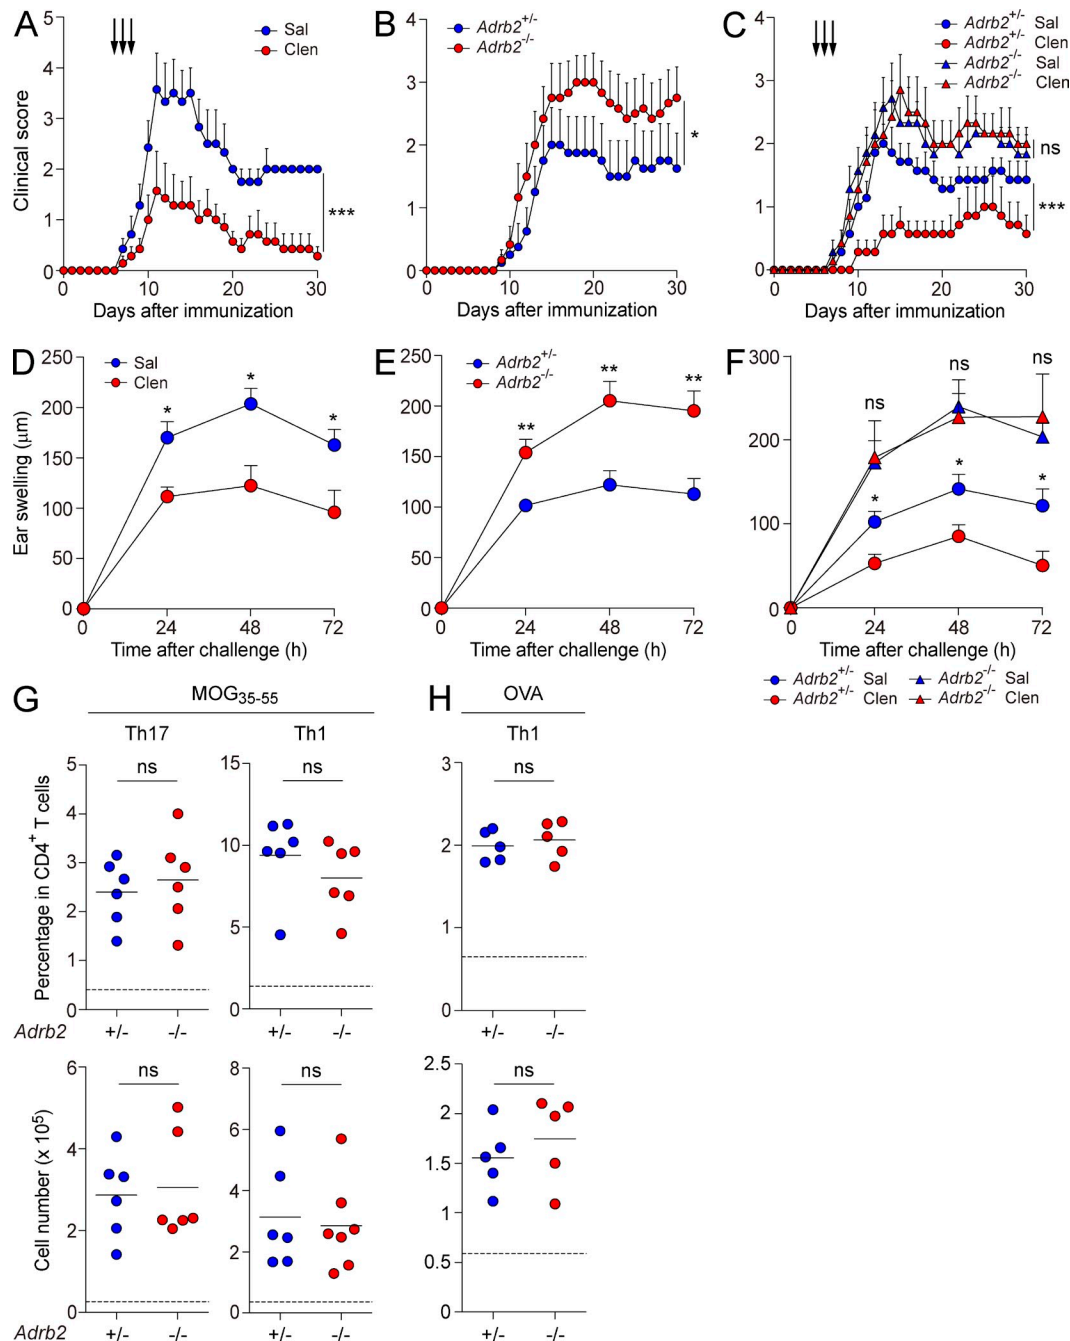 A
Sal
Clen
Clinical score
5
4
3
2
1
0
***
0 10 20 30
Days after immunization
B
Adrb2+/-
Adrb2-/-
4
3
2
1
0
*
0 10 20 30
Days after immunization
C
Adrb2+/- Sal
Adrb2+/- Clen
Adrb2-/- Sal
Adrb2-/- Clen
4
3
2
1
0
ns
***
0 10 20 30
Days after immunization
D
Sal
Clen
Ear swelling (μm)
250
200
150
100
50
0
* * *
0 24 48 72
Time after challenge (h)
E
Adrb2+/-
Adrb2-/-
250
200
150
100
50
0
** ** **
0 24 48 72
Time after challenge (h)
F
300
200
100
0
ns ns ns
* * *
0 24 48 72
Time after challenge (h)
Adrb2+/- Sal Adrb2-/- Sal
Adrb2+/- Clen Adrb2-/- Clen
G
MOG35-55
Th17 Th1
Percentage in CD4+ T cells
5
4
3
2
1
0
ns
15
10
5
0
ns
Adrb2 +/- -/- +/- -/-
Cell number (x 10^5)
6
4
2
0
ns
8
6
4
2
0
ns
Adrb2 +/- -/- +/- -/-
H
OVA
Th1
3
2
1
0
ns
+/- -/-
2.5
2
1.5
1
0.5
0
ns
+/- -/-